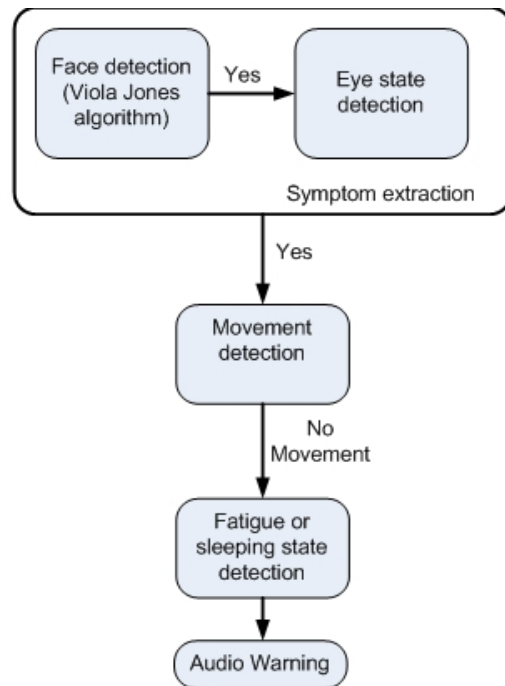 Face detection
(Viola Jones
algorithm)
Yes
Eye state
detection
Symptom extraction
Yes
Movement
detection
No
Movement
Fatigue or
sleeping state
detection
Audio Warning